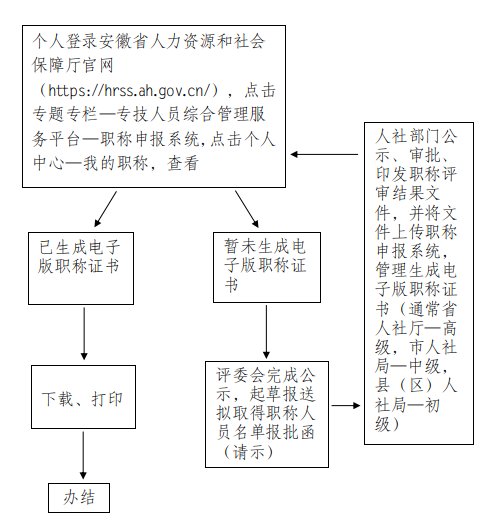 个人登录安徽省人力资源和社会
保障厅官网
（https://hrss.ah.gov.cn/），点击
专题专栏—专技人员综合管理服
务平台—职称申报系统,点击个人
中心—我的职称，查看
已生成电子
版职称证书
暂未生成电
子版职称证
书
下载、打印
办结
评委会完成公
示，起草报送
拟取得职称人
员名单报批函
（请示）
人社部门公
示、审批、
印发职称评
审结果文
件，并将文
件上传职称
申报系统，
管理生成电
子版职称证
书（通常省
人社厅—高
级，市人社
局—中级，
县（区）人
社局—初
级）